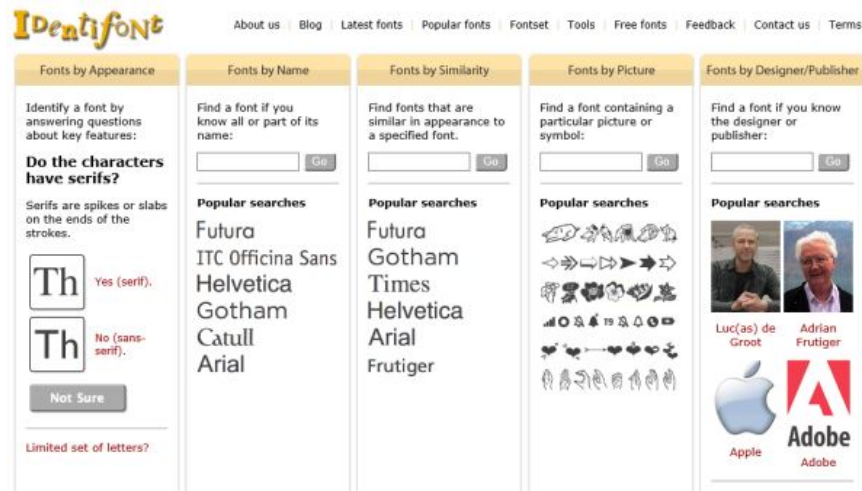 IDentifoNt
About us | Blog | Latest fonts | Popular fonts | Fontset | Tools | Free fonts | Feedback | Contact us | Terms
Fonts by Appearance
Identify a font by
answering questions
about key features:
Do the characters
have serifs?
Serifs are spikes or slabs
on the ends of the
strokes.
Th
Yes (serif).
Th
No (sans-
serif).
Not Sure
Limited set of letters?
Fonts by Name
Find a font if you
know all or part of its
name:
Go
Popular searches
Futura
ITC Officina Sans
Helvetica
Gotham
Catull
Arial
Fonts by Similarity
Find fonts that are
similar in appearance to
a specified font.
Go
Popular searches
Futura
Gotham
Times
Helvetica
Arial
Frutiger
Fonts by Picture
Find a font containing a
particular picture or
symbol:
Go
Popular searches
19
Fonts by Designer/Publisher
Find a font if you know
the designer or
publisher:
Go
Popular searches
Luc(as) de
Groot
Adrian
Frutiger
Apple
Adobe
Adobe